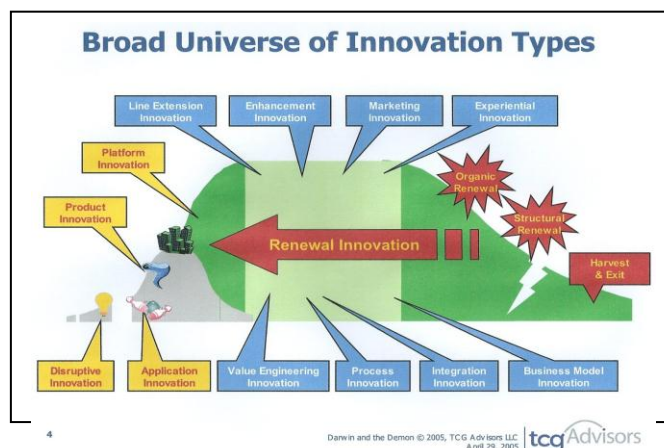 Broad Universe of Innovation Types
Line Extension
Innovation
Enhancement
Innovation
Marketing
Innovation
Experiential
Innovation
Platform
Innovation
Organic
Renewal
Product
Innovation
Structural
Renewal
Renewal Innovation
Harvest
& Exit
Disruptive
Innovation
Application
Innovation
Value Engineering
Innovation
Process
Innovation
Integration
Innovation
Business Model
Innovation
4
Darwin and the Demon © 2005, TCG Advisors LLC
April 29, 2005
tcg Advisors